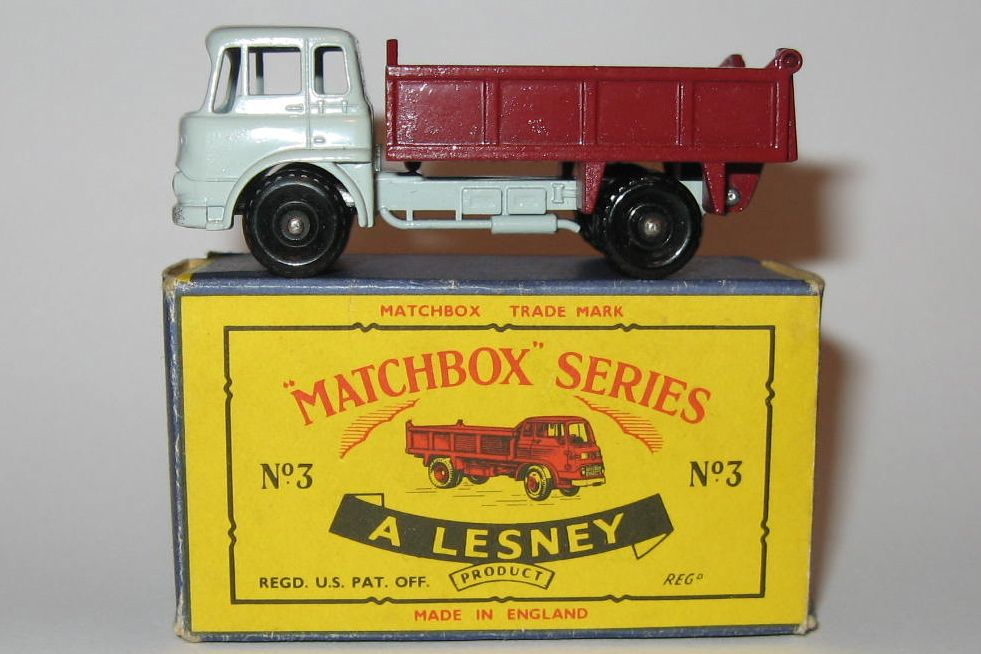 MATCHBOX TRADE MARK
"MATCHBOX" SERIES
Nº3 Nº3
A LESNEY
PRODUCT
REGD. U.S. PAT. OFF. REGᴰ
MADE IN ENGLAND